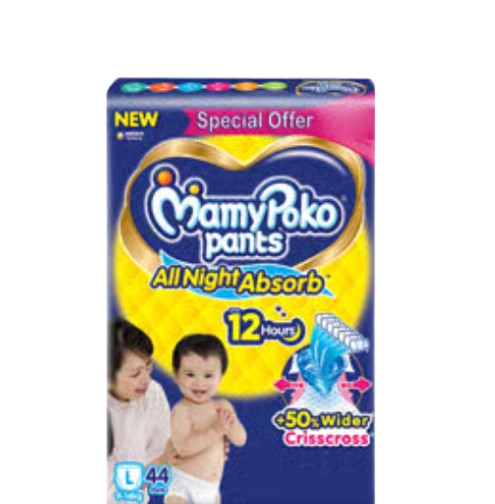 NEW
Special Offer
MamyPoko
pants
All Night Absorb
12 Hours
+50% Wider
Crisscross
L 44